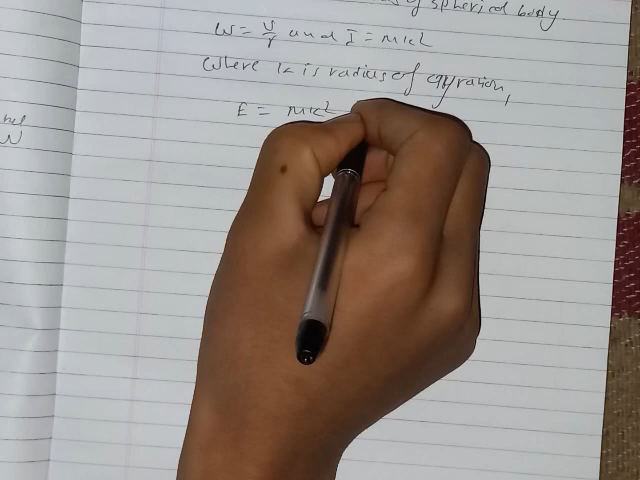 of spherical body
ω = v/r and I = mk²
where k is radius of gyration,
E = mk²